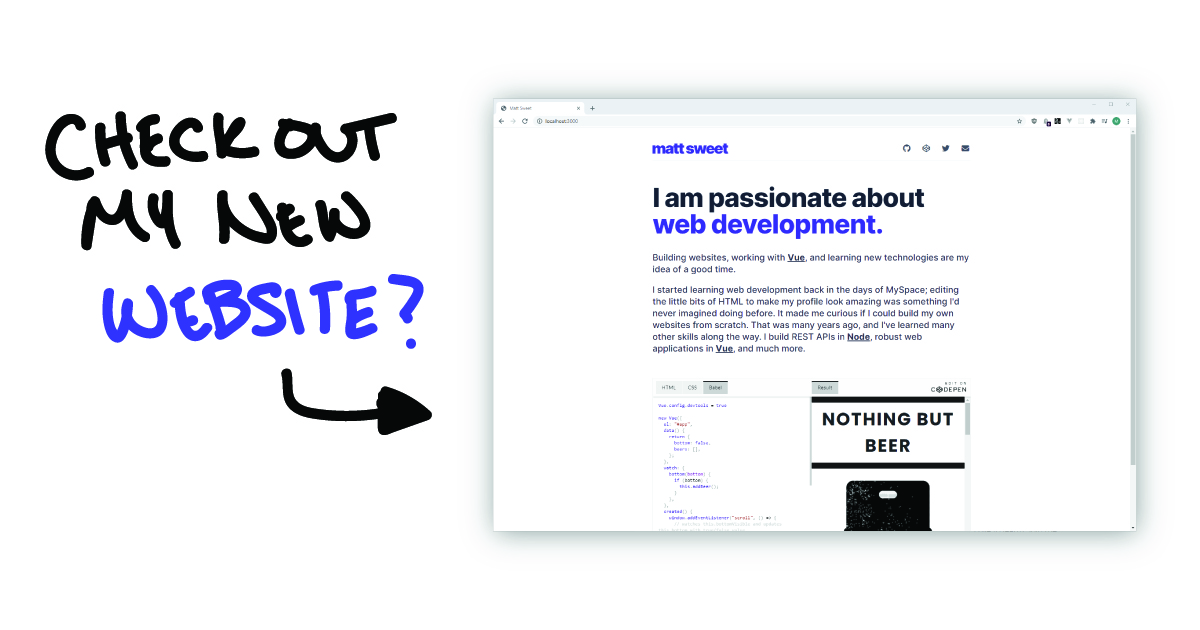 CHECK OUT
MY NEW
WEBSITE?
Matt Sweet
localhost:3000
matt sweet
I am passionate about
web development.
Building websites, working with Vue, and learning new technologies are my
idea of a good time.
I started learning web development back in the days of MySpace; editing
the little bits of HTML to make my profile look amazing was something I'd
never imagined doing before. It made me curious if I could build my own
websites from scratch. That was many years ago, and I've learned many
other skills along the way. I build REST APIs in Node, robust web
applications in Vue, and much more.
HTML CSS Babel Result
EDIT ON
CODEPEN
Vue.config.devtools = true
new Vue({
el: "#app",
data() {
return {
bottom: false,
beers: [],
};
},
watch: {
bottom(bottom) {
if (bottom) {
this.addBeer();
}
},
},
created() {
window.addEventListener("scroll", () => {
NOTHING BUT
BEER